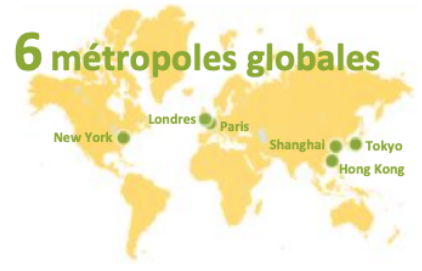 6 métropoles globales
Londres
Paris
New York
Shanghai
Tokyo
Hong Kong